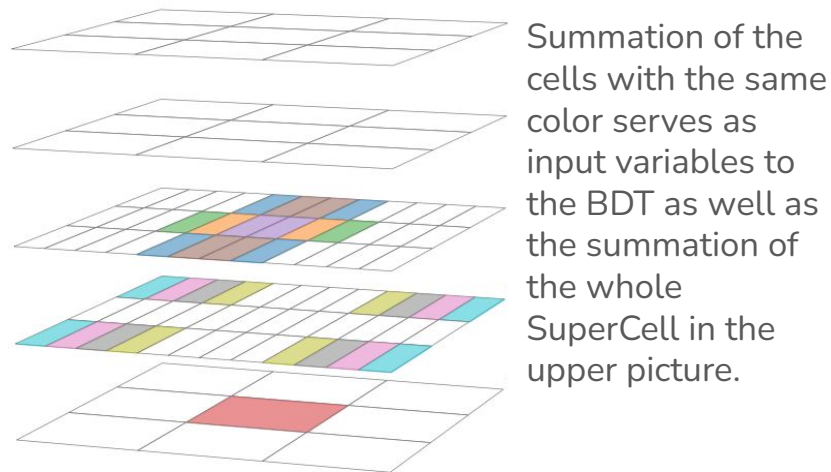 Summation of the
cells with the same
color serves as
input variables to
the BDT as well as
the summation of
the whole
SuperCell in the
upper picture.